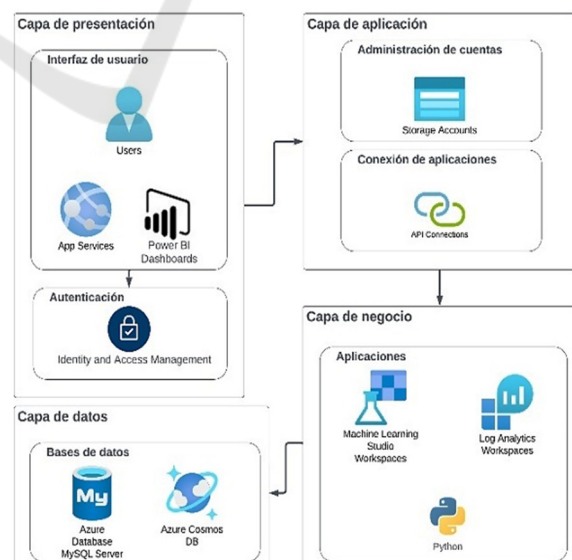 Capa de presentación
Interfaz de usuario
Users
App Services
Power BI
Dashboards
Autenticación
Identity and Access Management
Capa de aplicación
Administración de cuentas
Storage Accounts
Conexión de aplicaciones
API Connections
Capa de negocio
Aplicaciones
Machine Learning
Studio
Workspaces
Log Analytics
Workspaces
Python
Capa de datos
Bases de datos
My
Azure
Database
MySQL Server
Azure Cosmos
DB